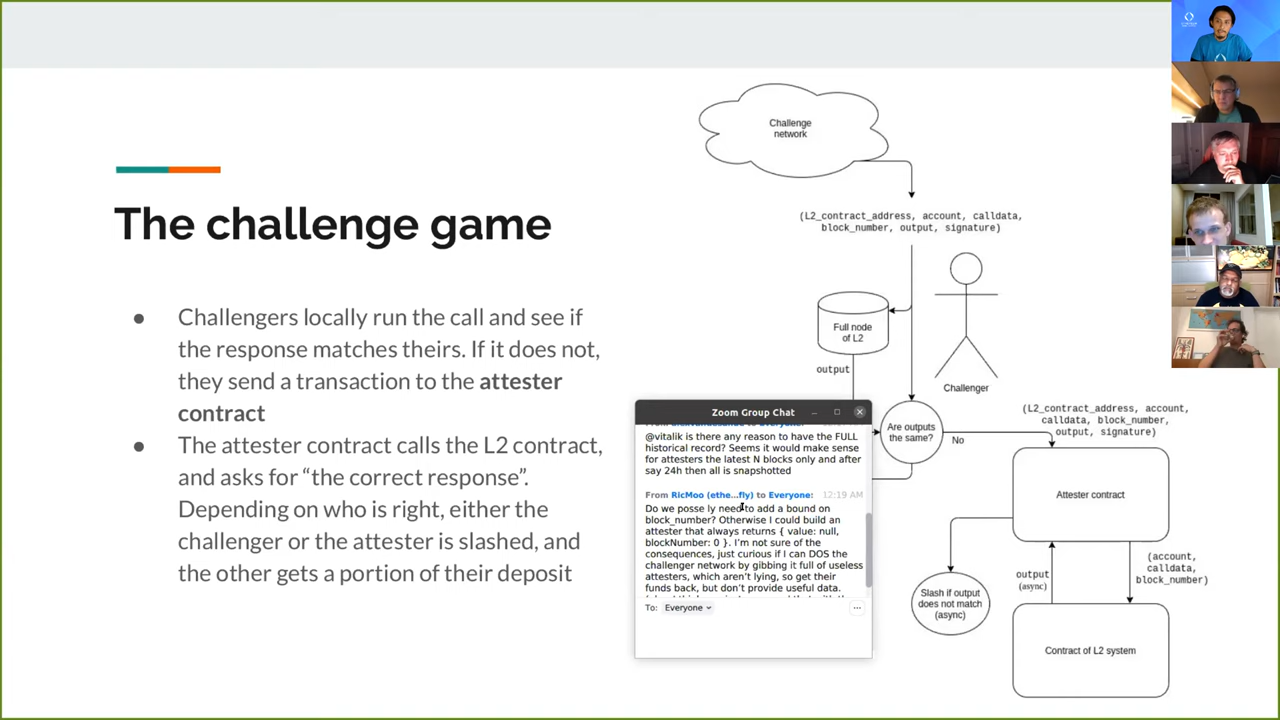 The challenge game
Challengers locally run the call and see if
the response matches theirs. If it does not,
they send a transaction to the attester
contract
The attester contract calls the L2 contract,
and asks for “the correct response”.
Depending on who is right, either the
challenger or the attester is slashed, and
the other gets a portion of their deposit
Challenge
network
(L2_contract_address, account, calldata,
block_number, output, signature)
Full node
of L2
output
Challenger
Are outputs
the same?
No
(L2_contract_address, account,
calldata, block_number,
output, signature)
Attester contract
Slash if output
does not match
(async)
output
(async)
(account,
calldata,
block_number)
Contract of L2 system
Zoom Group Chat
@vitalik is there any reason to have the FULL
historical record? Seems it would make sense
for attesters the latest N blocks only and after
say 24h then all is snapshotted
From RicMoo (ethe...fly) to Everyone: 12:19 AM
Do we posse ly need to add a bound on
block_number? Otherwise I could build an
attester that always returns { value: null,
blockNumber: 0 }. I’m not sure of the
consequences, just curious if I can DOS the
challenger network by gibbing it full of useless
attesters, which aren’t lying, so get their
funds back, but don’t provide useful data.
To: Everyone